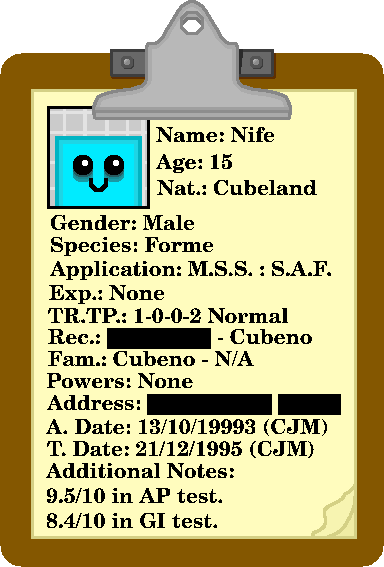 Name: Nife
Age: 15
Nat.: Cubeland
Gender: Male
Species: Forme
Application: M.S.S. : S.A.F.
Exp.: None
TR.TP.: 1-0-0-2 Normal
Rec.: - Cubeno
Fam.: Cubeno - N/A
Powers: None
Address:
A. Date: 13/10/19993 (CJM)
T. Date: 21/12/1995 (CJM)
Additional Notes:
9.5/10 in AP test.
8.4/10 in GI test.